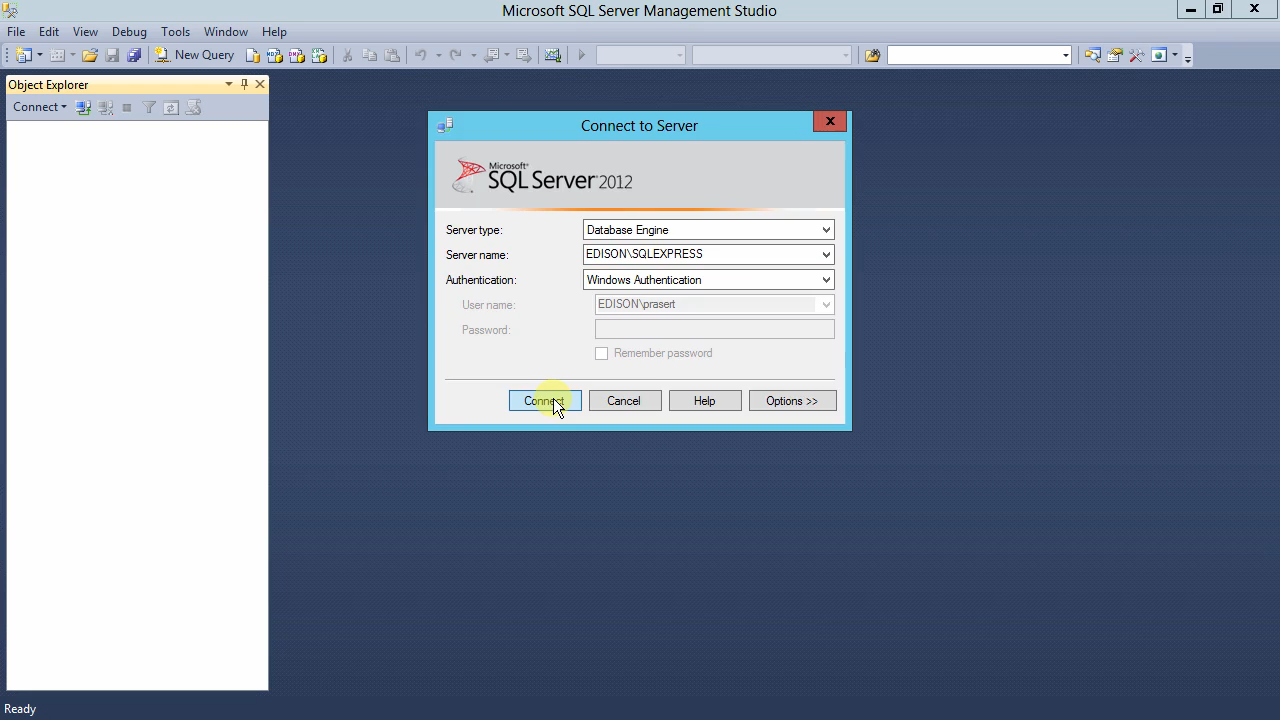 Microsoft SQL Server Management Studio
File Edit View Debug Tools Window Help
New Query
Object Explorer
Connect
Connect to Server
Microsoft®
SQL Server® 2012
Server type: Database Engine
Server name: EDISON\SQLEXPRESS
Authentication: Windows Authentication
User name: EDISON\prasert
Password:
Remember password
Connect Cancel Help Options >>
Ready